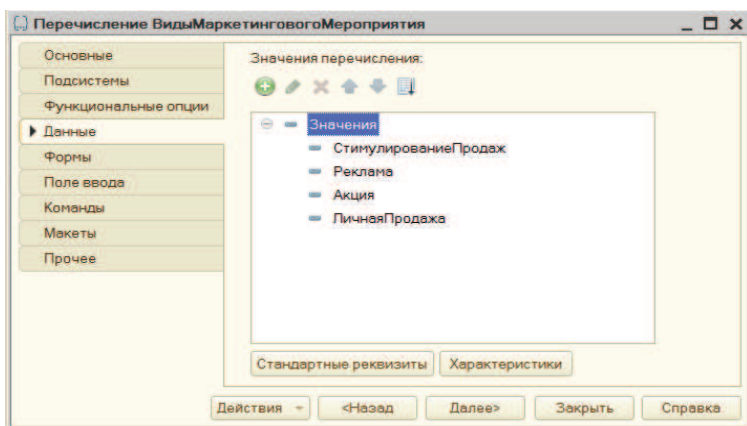 Перечисление ВидыМаркетинговогоМероприятия
Основные
Подсистемы
Функциональные опции
Данные
Формы
Поле ввода
Команды
Макеты
Прочее
Значения перечисления:
Значения
СтимулированиеПродаж
Реклама
Акция
ЛичнаяПродажа
Стандартные реквизиты Характеристики
Действия <Назад Далее> Закрыть Справка